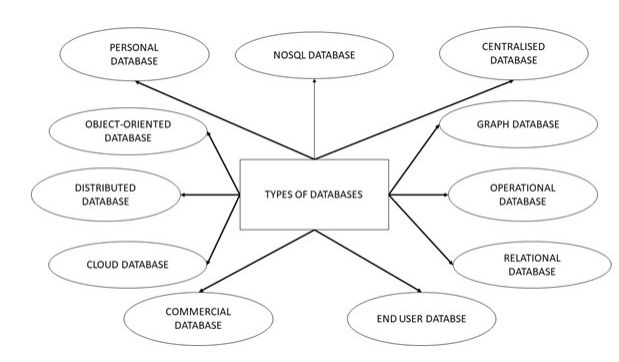 PERSONAL
DATABASE
NOSQL DATABASE
CENTRALISED
DATABASE
OBJECT-ORIENTED
DATABASE
GRAPH DATABASE
DISTRIBUTED
DATABASE
TYPES OF DATABASES
OPERATIONAL
DATABASE
CLOUD DATABASE
RELATIONAL
DATABASE
COMMERCIAL
DATABASE
END USER DATABSE